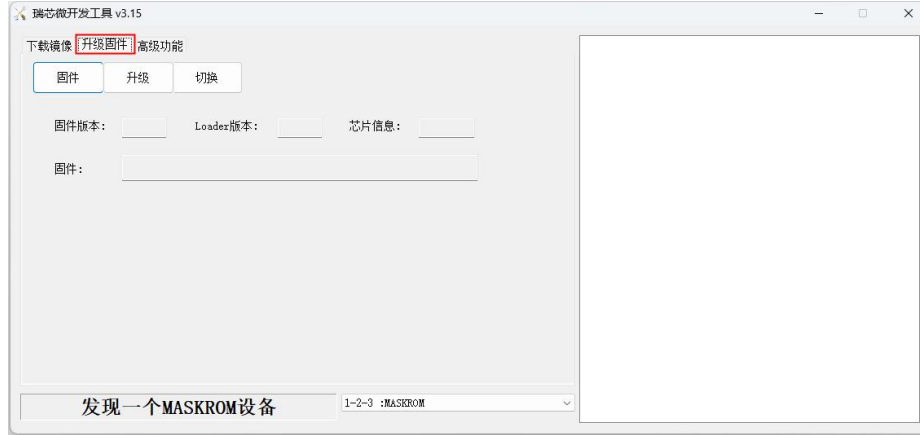 瑞芯微开发工具 v3.15
下载镜像 升级固件 高级功能
固件 升级 切换
固件版本: Loader版本: 芯片信息:
固件:
发现一个MASKROM设备 1-2-3 :MASKROM